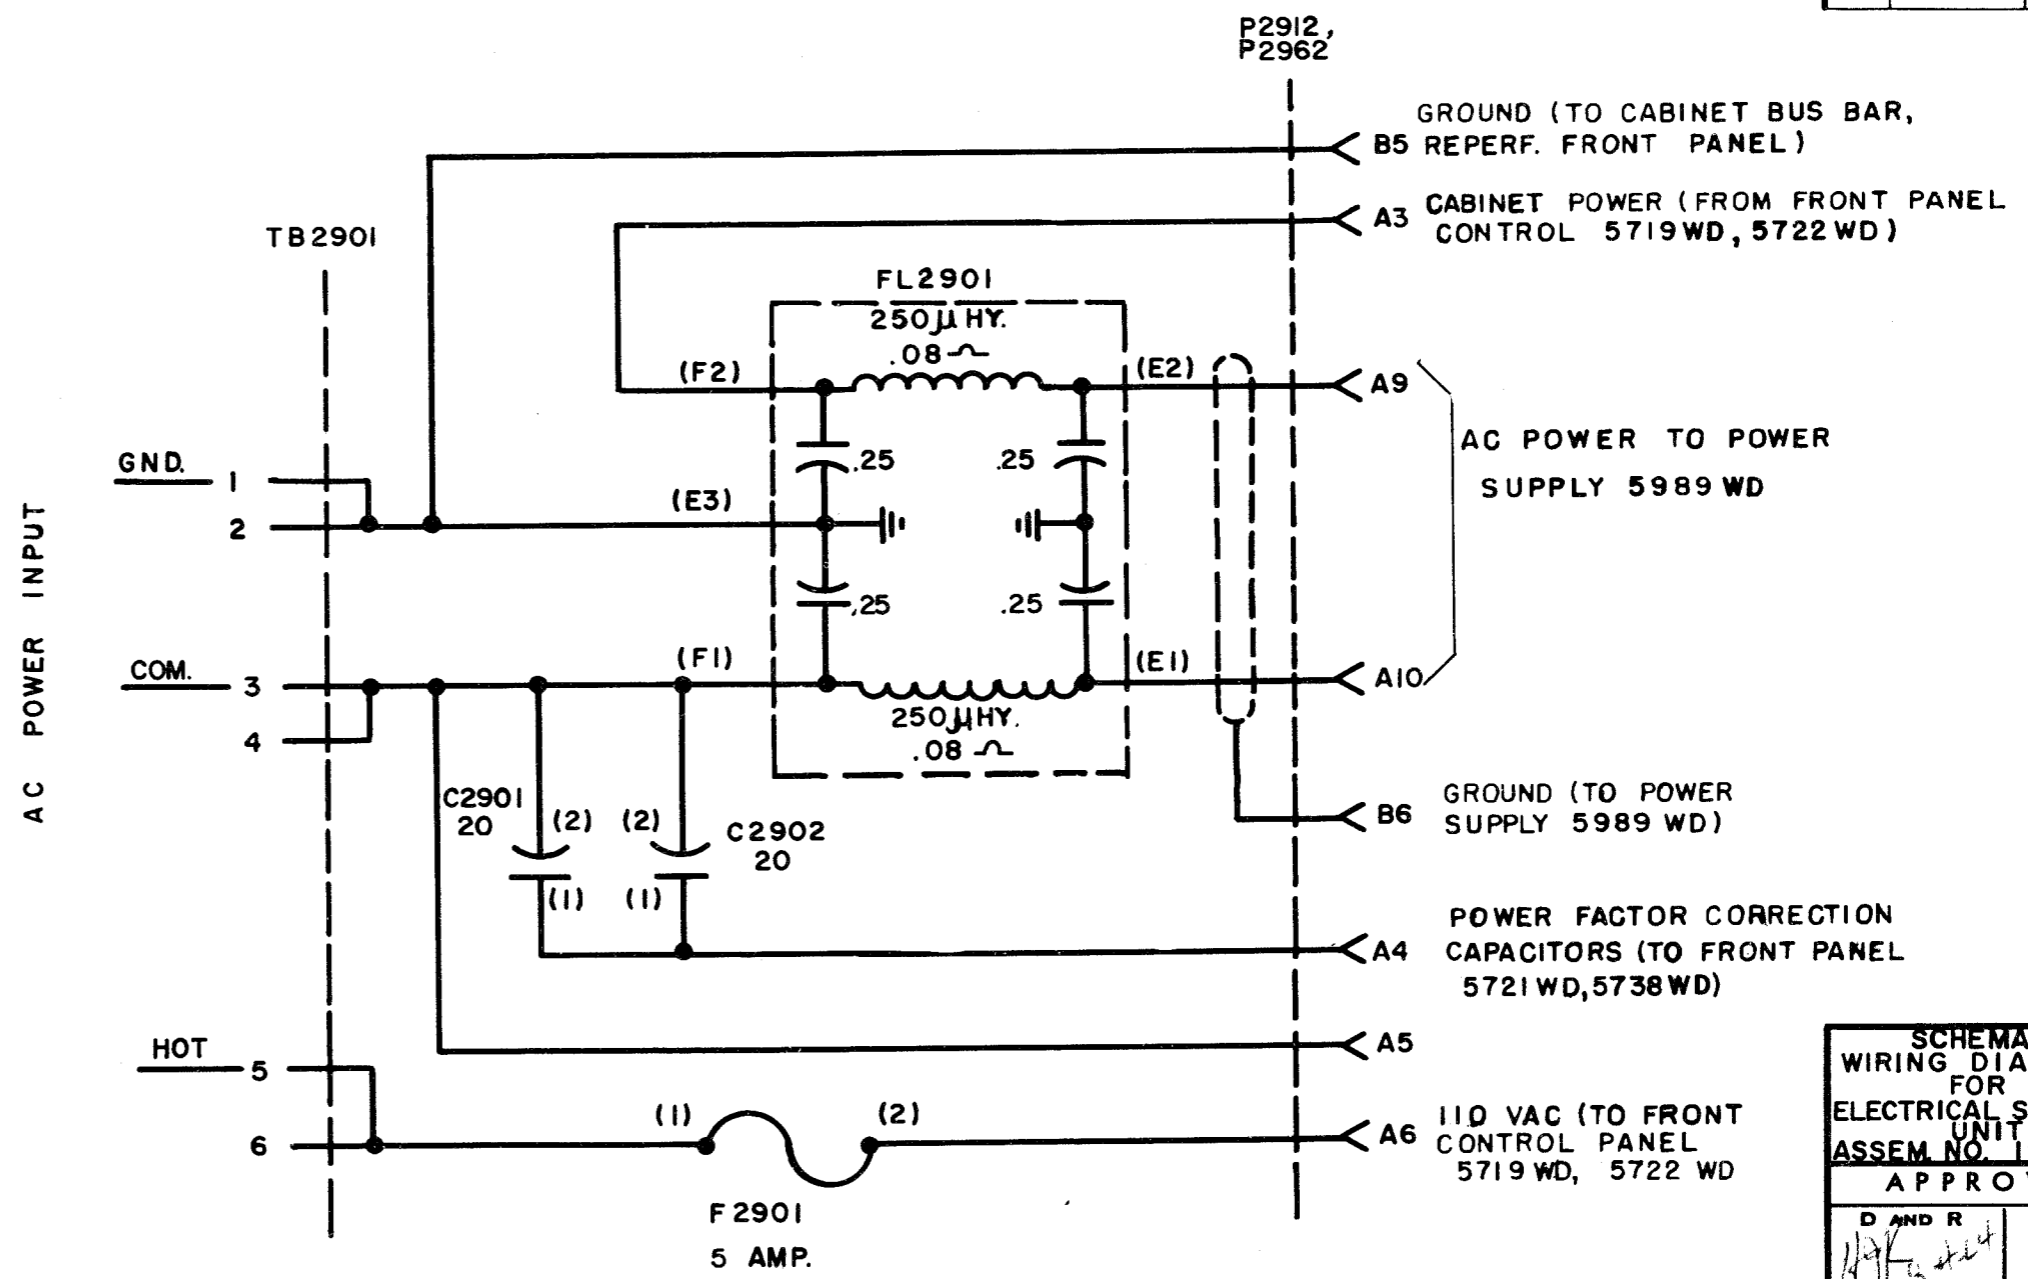 P2912,
P2962
GROUND (TO CABINET BUS BAR,
B5 REPERF. FRONT PANEL)
A3 CABINET POWER (FROM FRONT PANEL
CONTROL 5719WD, 5722WD)
TB2901
FL2901
250µHY.
.08 Ω
(F2)
(E2)
A9
.25
.25
AC POWER TO POWER
SUPPLY 5989WD
GND.
1
2
(E3)
.25
.25
AC POWER INPUT
COM.
3
4
(F1)
(E1)
A10
250µHY.
.08 Ω
C2901
20
(2)
(2)
C2902
20
(1)
(1)
B6
GROUND (TO POWER
SUPPLY 5989 WD)
POWER FACTOR CORRECTION
A4 CAPACITORS (TO FRONT PANEL
5721WD,5738WD)
A5
HOT
5
6
(1)
(2)
A6
110 VAC (TO FRONT
CONTROL PANEL
5719 WD, 5722 WD
F2901
5 AMP.
SCHEMA
WIRING DIA
FOR
ELECTRICAL S
UNIT
ASSEM. NO. 1
APPRO
D AND R